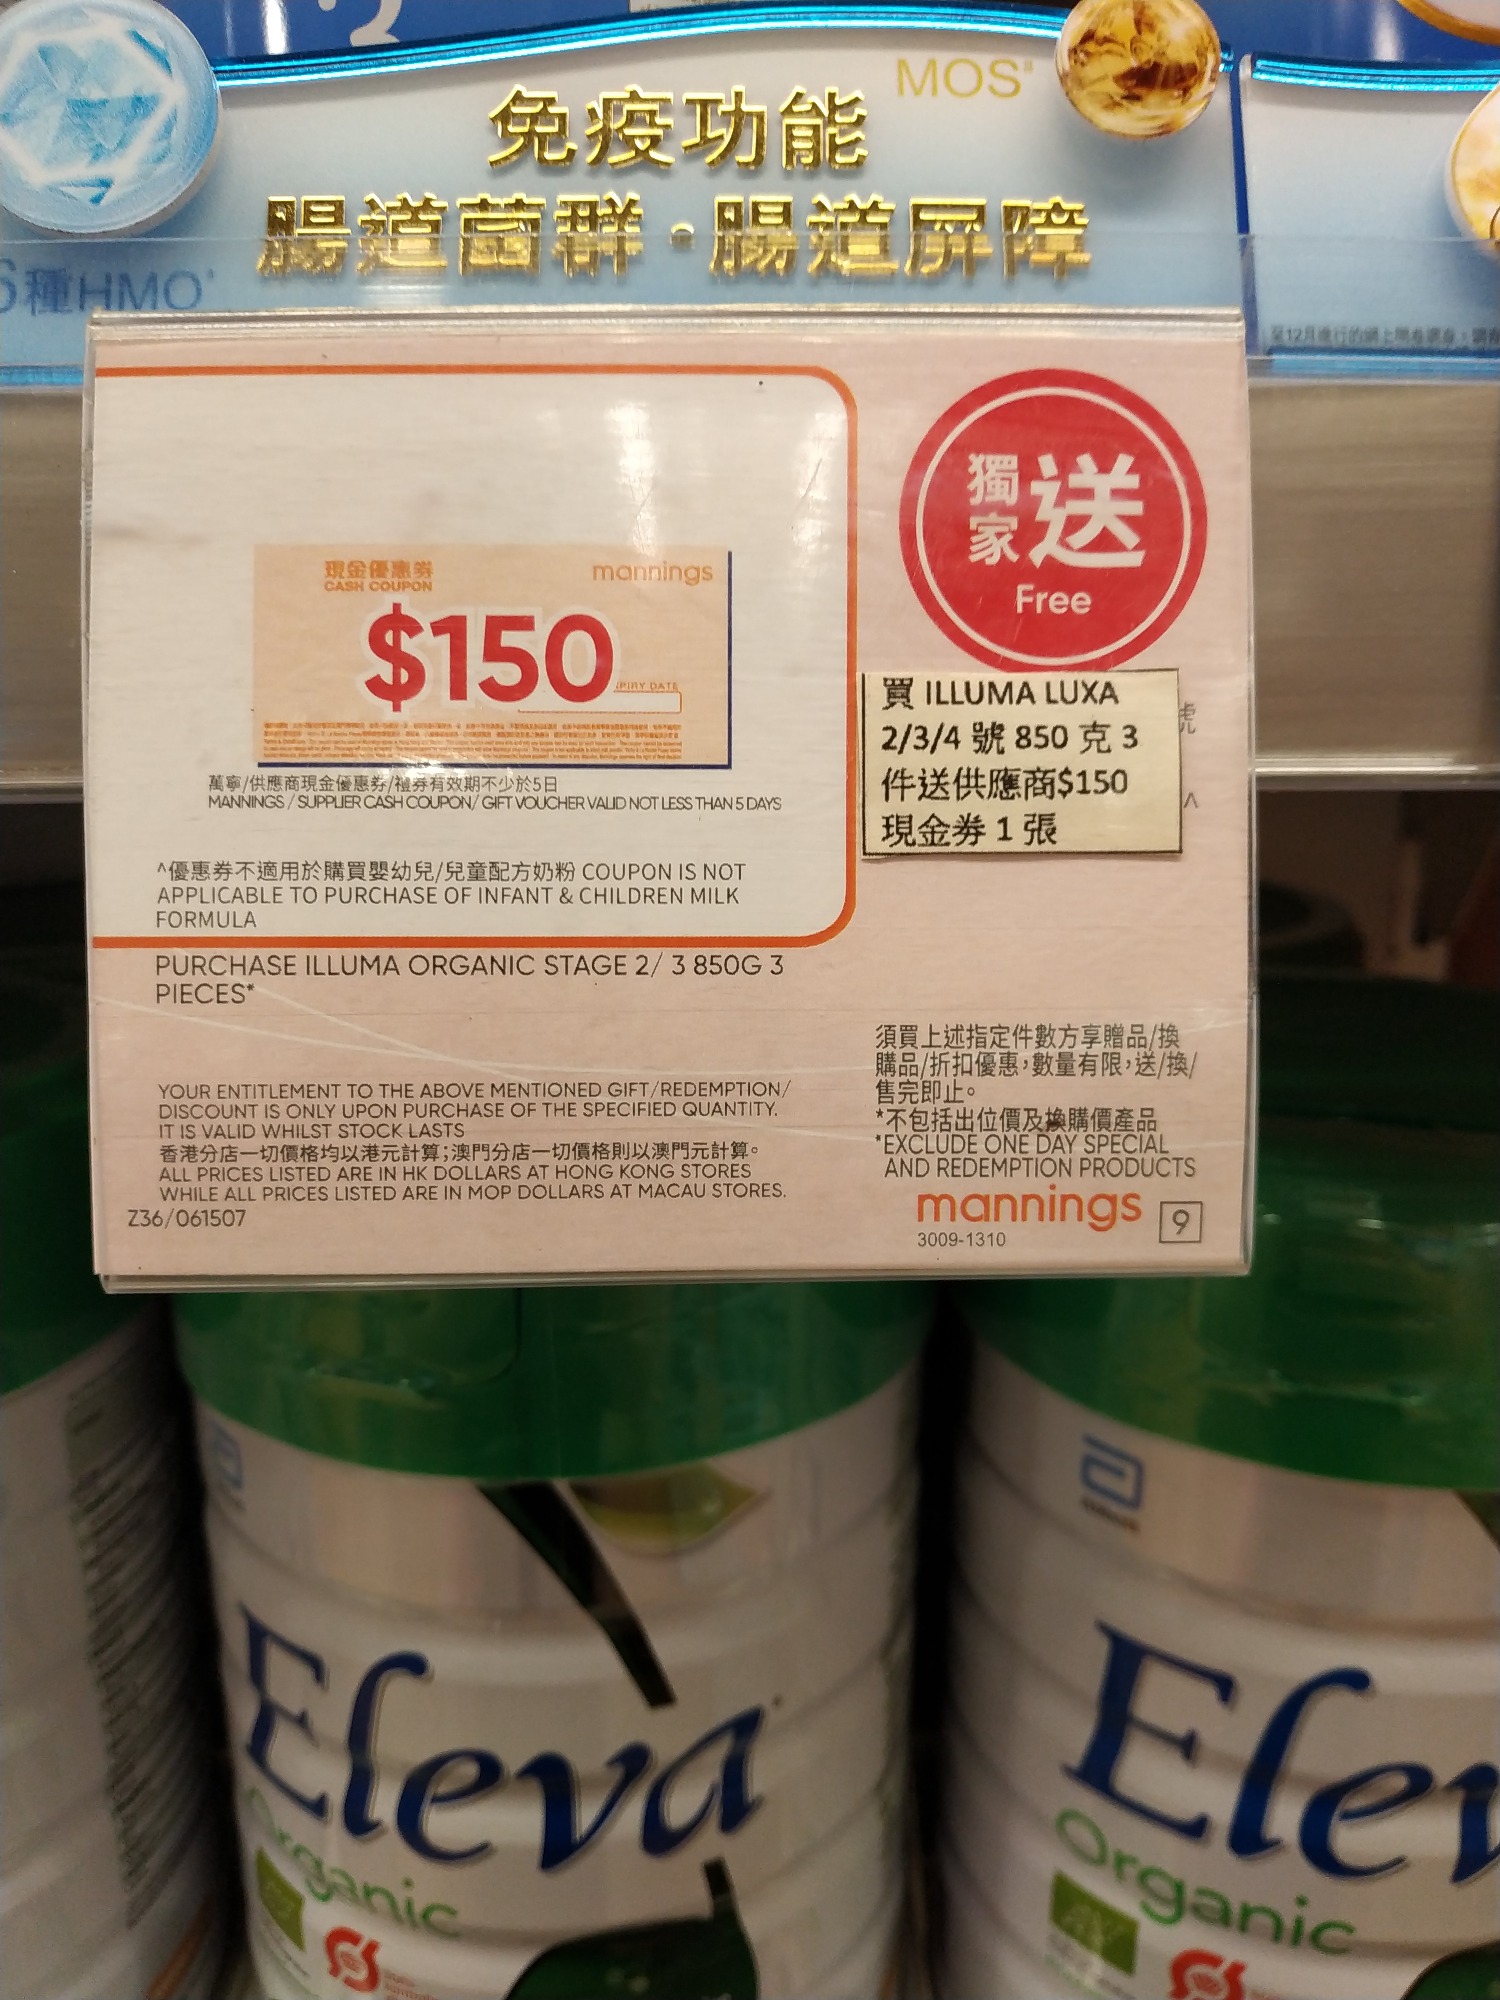 MOS
免疫功能
腸道菌群·腸道屏障
種HMO
獨家送
Free
現金優惠券
CASH COUPON
mannings
$150
PIRY DATE
萬寧/供應商現金優惠券/禮券有效期不少於5日
MANNINGS / SUPPLIER CASH COUPON/ GIFT VOUCHER VALID NOT LESS THAN 5 DAYS
^優惠券不適用於購買嬰幼兒/兒童配方奶粉 COUPON IS NOT
APPLICABLE TO PURCHASE OF INFANT & CHILDREN MILK
FORMULA
買 ILLUMA LUXA
2/3/4 號 850 克 3
件送供應商$150
現金券 1 張
號
^
PURCHASE ILLUMA ORGANIC STAGE 2/ 3 850G 3
PIECES*
YOUR ENTITLEMENT TO THE ABOVE MENTIONED GIFT/REDEMPTION/
DISCOUNT IS ONLY UPON PURCHASE OF THE SPECIFIED QUANTITY.
IT IS VALID WHILST STOCK LASTS
香港分店一切價格均以港元計算;澳門分店一切價格則以澳門元計算。
ALL PRICES LISTED ARE IN HK DOLLARS AT HONG KONG STORES
WHILE ALL PRICES LISTED ARE IN MOP DOLLARS AT MACAU STORES.
Z36/061507
須買上述指定件數方享贈品/換
購品/折扣優惠,數量有限,送/換/
售完即止。
*不包括出位價及換購價產品
*EXCLUDE ONE DAY SPECIAL
AND REDEMPTION PRODUCTS
mannings
3009-1310
9
Eleva
Organic
Elev
Organic